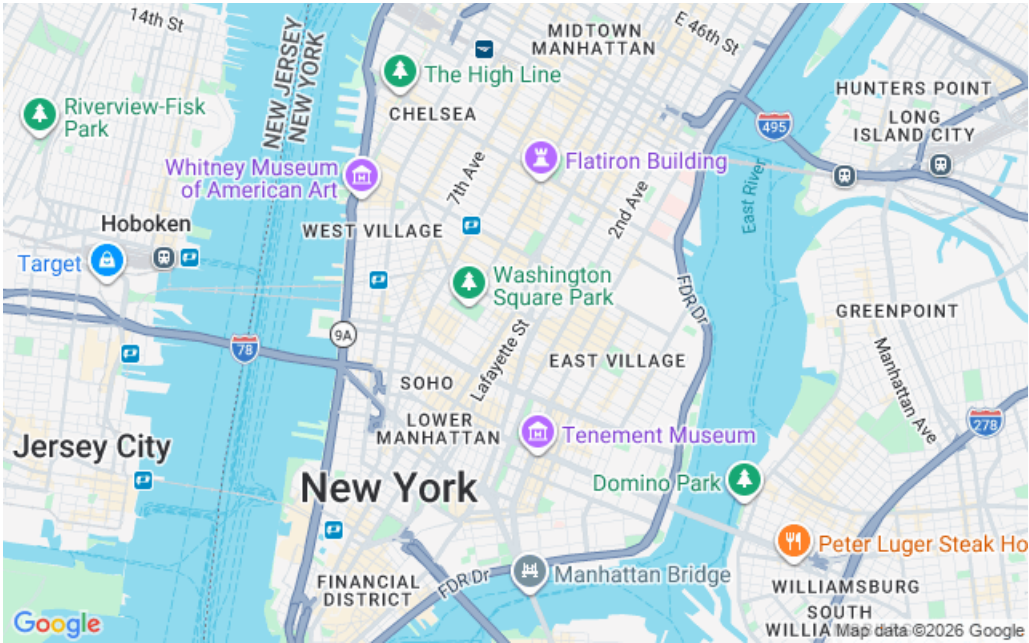 14th St
MIDTOWN
MANHATTAN
E 46th St
NEW JERSEY
NEW YORK
The High Line
HUNTERS POINT
Riverview-Fisk
Park
CHELSEA
495
LONG
ISLAND CITY
Whitney Museum
of American Art
7th Ave
Flatiron Building
2nd Ave
East River
Hoboken
WEST VILLAGE
Target
Washington
Square Park
FDR Dr
GREENPOINT
9A
78
Lafayette St
EAST VILLAGE
Manhattan Ave
SOHO
LOWER
MANHATTAN
278
Jersey City
Tenement Museum
New York
Domino Park
Peter Luger Steak Ho
FINANCIAL
DISTRICT
FDR Dr
Manhattan Bridge
WILLIAMSBURG
SOUTH
Google
Map data ©2026 Google